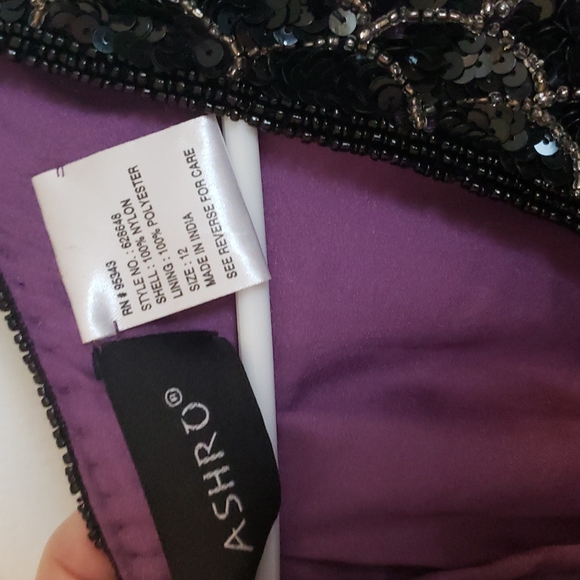 RN # 95343
STYLE NO. : 628648
SHELL : 100% NYLON
LINING : 100% POLYESTER
SIZE : 12
MADE IN INDIA
SEE REVERSE FOR CARE
ASHRO®